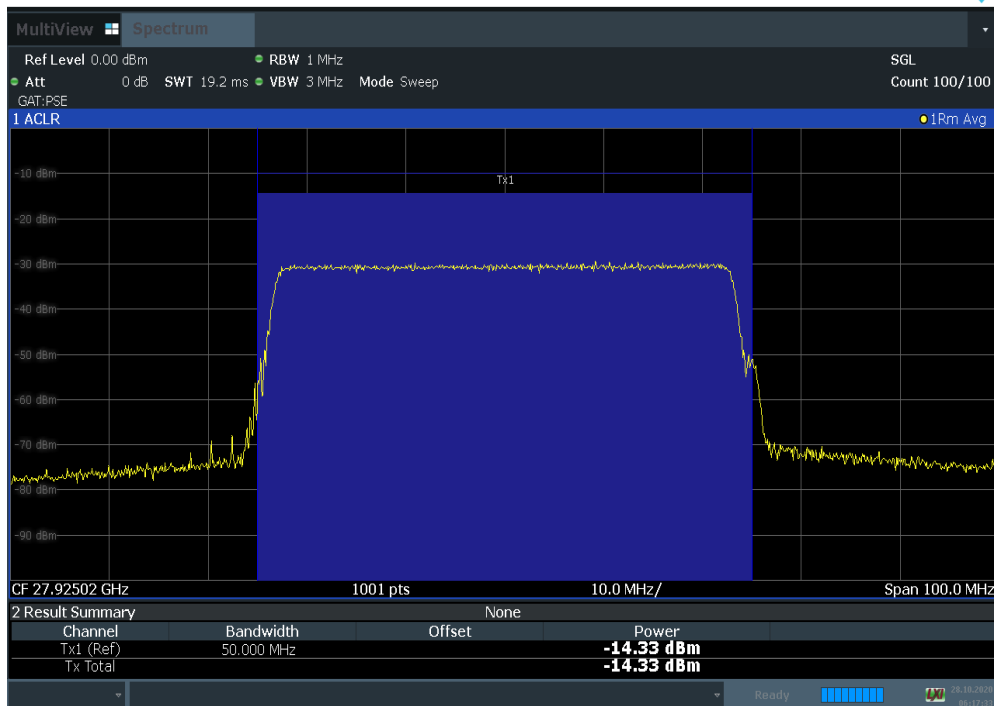 MultiView Spectrum
Ref Level 0.00 dBm RBW 1 MHz SGL
Att 0 dB SWT 19.2 ms VBW 3 MHz Mode Sweep Count 100/100
GAT:PSE
1 ACLR 1Rm Avg
-10 dBm
Tx1
-20 dBm
-30 dBm
-40 dBm
-50 dBm
-60 dBm
-70 dBm
-80 dBm
-90 dBm
CF 27.92502 GHz 1001 pts 10.0 MHz/ Span 100.0 MHz
2 Result Summary None
Channel Bandwidth Offset Power
Tx1 (Ref) 50.000 MHz -14.33 dBm
Tx Total -14.33 dBm
Ready LXI 28.10.2020